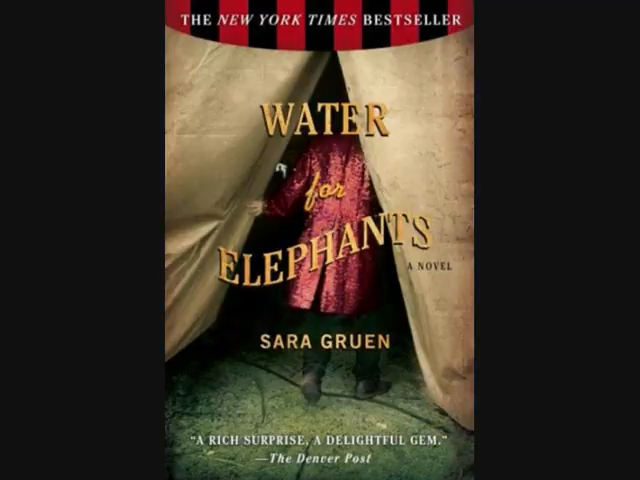 THE NEW YORK TIMES BESTSELLER
WATER
for
ELEPHANTS
A NOVEL
SARA GRUEN
"A RICH SURPRISE, A DELIGHTFUL GEM."
—The Denver Post